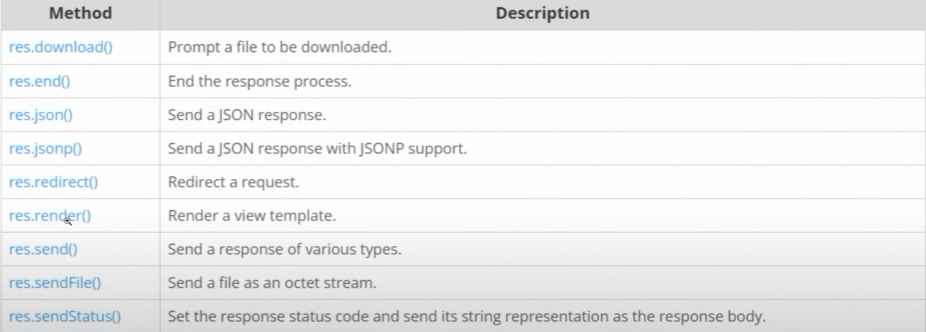 Method Description
res.download() Prompt a file to be downloaded.
res.end() End the response process.
res.json() Send a JSON response.
res.jsonp() Send a JSON response with JSONP support.
res.redirect() Redirect a request.
res.render() Render a view template.
res.send() Send a response of various types.
res.sendFile() Send a file as an octet stream.
res.sendStatus() Set the response status code and send its string representation as the response body.